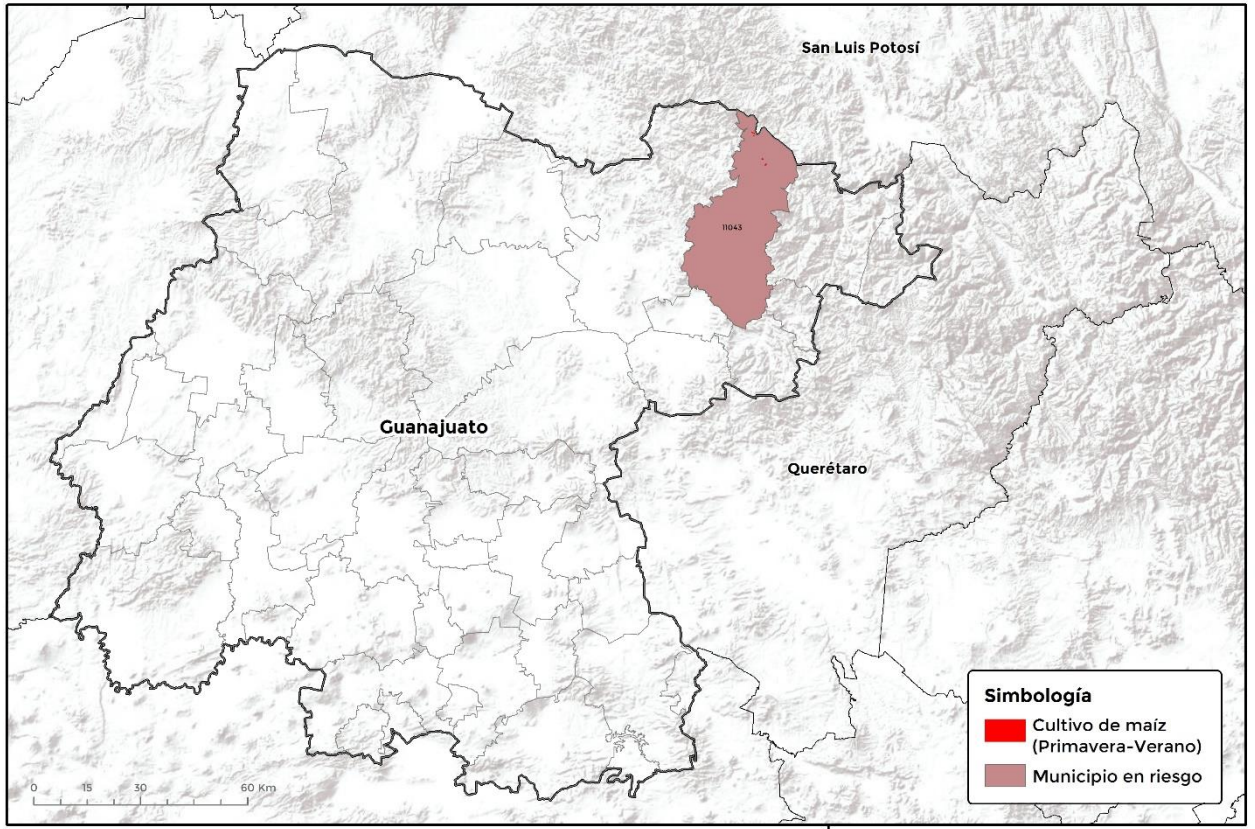 San Luis Potosí
11043
Guanajuato
Querétaro
Simbología
Cultivo de maíz
(Primavera-Verano)
Municipio en riesgo
0 15 30 60 Km